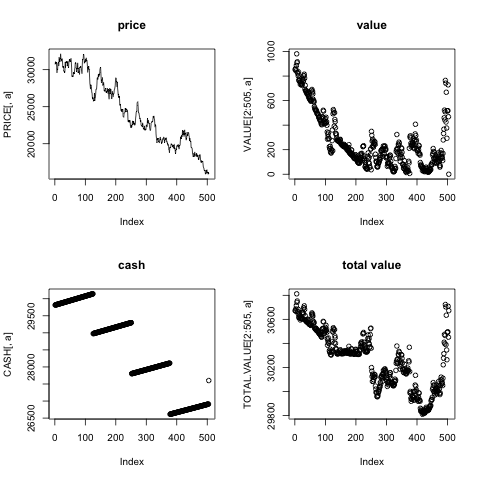 price
PRICE[, a]
30000
25000
20000
0 100 200 300 400 500
Index
value
VALUE[2:505, a]
1000
600
200
0
0 100 200 300 400 500
Index
cash
CASH[, a]
29500
28000
26500
0 100 200 300 400 500
Index
total value
TOTAL.VALUE[2:505, a]
30600
30200
29800
0 100 200 300 400 500
Index